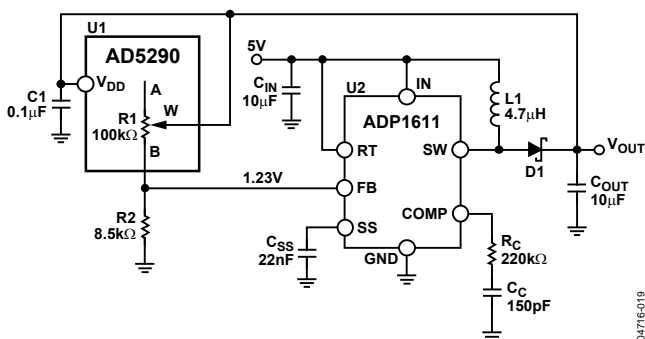 U1
AD5290
VDD
A
W
R1
100kΩ
B
C1
0.1μF
R2
8.5kΩ
1.23V
5V
CIN
10μF
U2
IN
ADP1611
RT
SW
FB
COMP
SS
GND
CSS
22nF
L1
4.7μH
D1
VOUT
COUT
10μF
RC
220kΩ
CC
150pF
04716-019